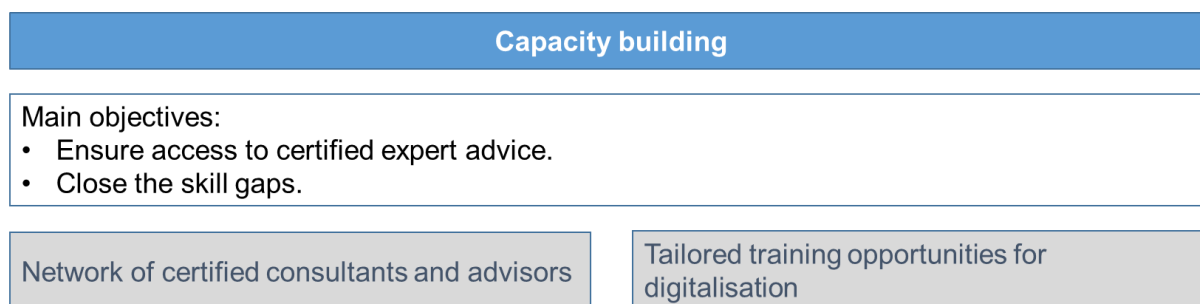 Capacity building
Main objectives:
• Ensure access to certified expert advice.
• Close the skill gaps.
Network of certified consultants and advisors
Tailored training opportunities for
digitalisation